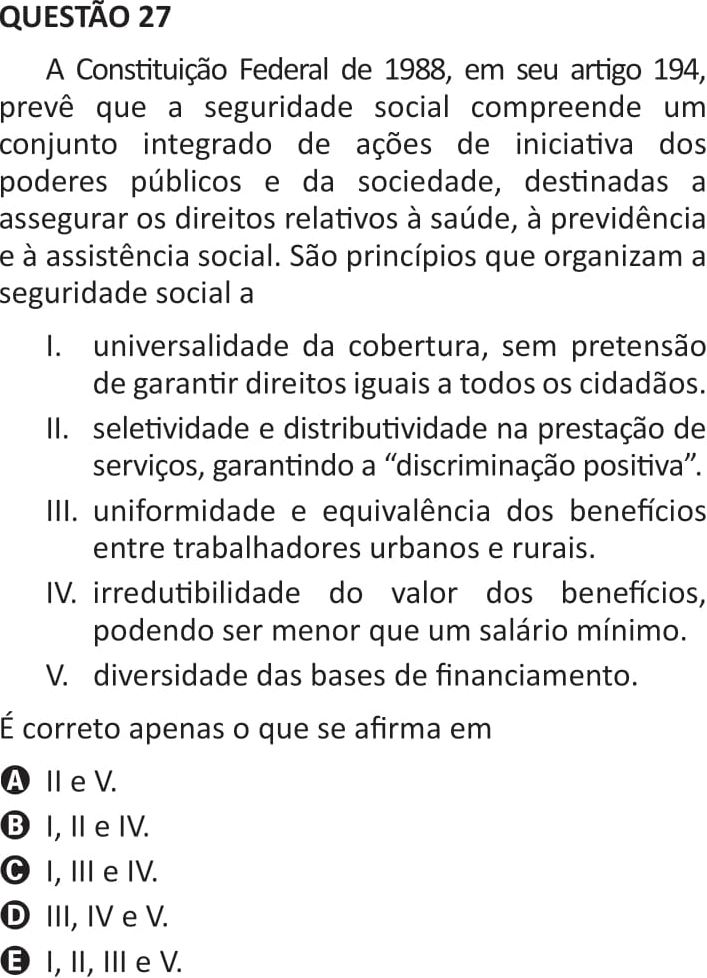 QUESTÃO 27
A Constituição Federal de 1988, em seu artigo 194,
prevê que a seguridade social compreende um
conjunto integrado de ações de iniciativa dos
poderes públicos e da sociedade, destinadas a
assegurar os direitos relativos à saúde, à previdência
e à assistência social. São princípios que organizam a
seguridade social a
I. universalidade da cobertura, sem pretensão
de garantir direitos iguais a todos os cidadãos.
II. seletividade e distributividade na prestação de
serviços, garantindo a “discriminação positiva”.
III. uniformidade e equivalência dos benefícios
entre trabalhadores urbanos e rurais.
IV. irredutibilidade do valor dos benefícios,
podendo ser menor que um salário mínimo.
V. diversidade das bases de financiamento.
É correto apenas o que se afirma em
A II e V.
B I, II e IV.
C I, III e IV.
D III, IV e V.
E I, II, III e V.